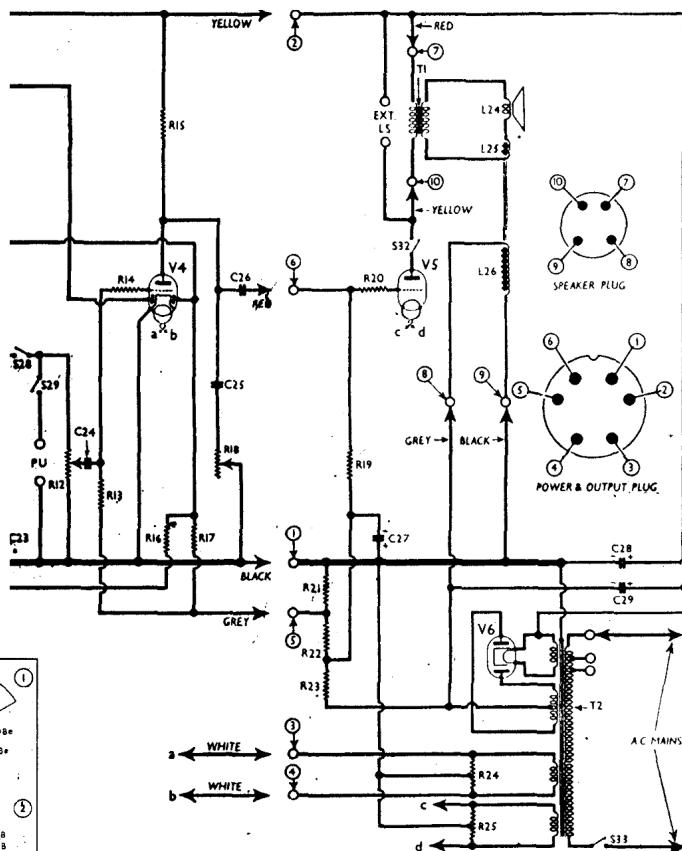 YELLOW
②
RED
⑦
T1
R15
EXT.
LS
L24
L25
⑩
YELLOW
⑩
⑦
⑨
⑧
SPEAKER PLUG
S32
V4
R14
C26
RED
⑥
R20
V5
L26
a
b
c
d
S28
S29
C25
⑥
①
⑤
②
④
③
POWER & OUTPUT PLUG
⑧
⑨
GREY
BLACK
C24
P.U
R12
R13
R18
R19
R16
R17
C23
①
C27
C28
BLACK
R21
C29
GREY
⑤
R22
V6
R23
T2
A.C MAINS
①
②
a
WHITE
③
b
WHITE
④
R24
c
R25
d
S33